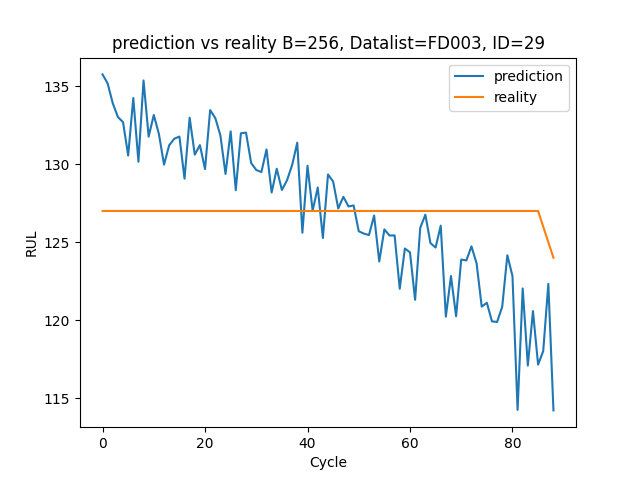 prediction vs reality B=256, Datalist=FD003, ID=29
prediction
reality
RUL
135
130
125
120
115
0 20 40 60 80
Cycle